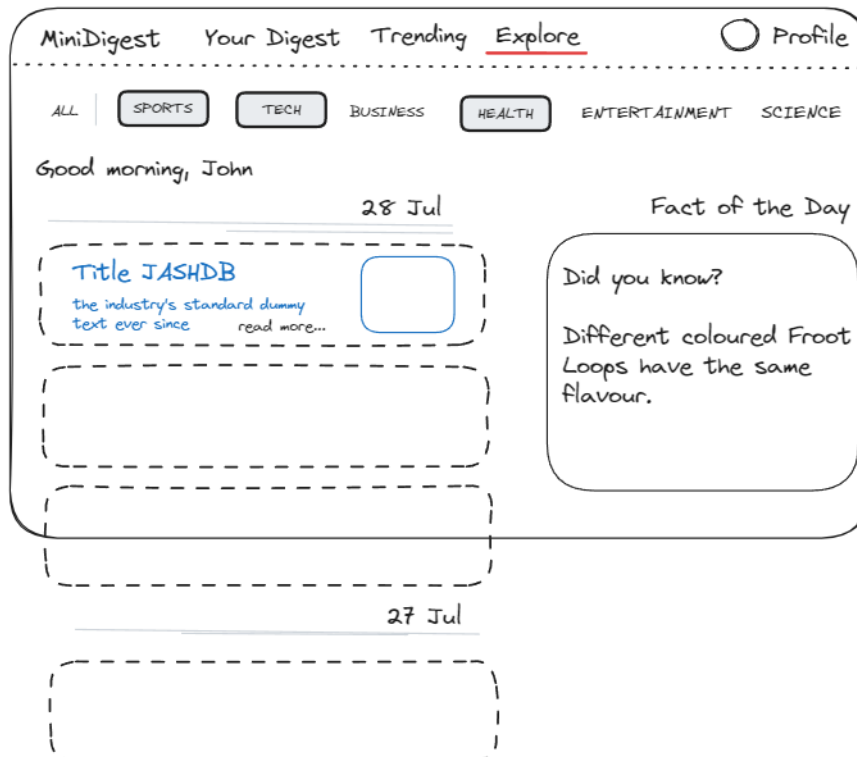 MiniDigest Your Digest Trending Explore Profile
ALL SPORTS TECH BUSINESS HEALTH ENTERTAINMENT SCIENCE
Good morning, John
28 Jul
Title JASHDB
the industry's standard dummy
text ever since read more...
27 Jul
Fact of the Day
Did you know?
Different coloured Froot
Loops have the same
flavour.